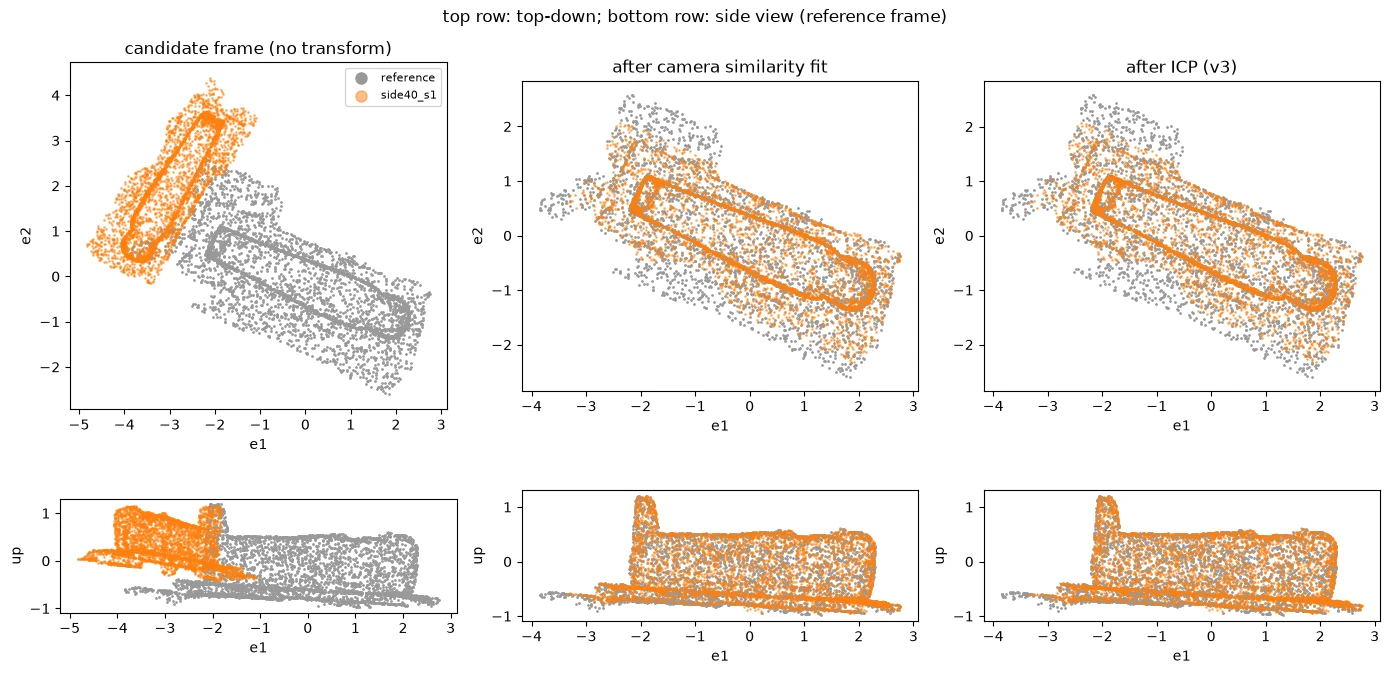 top row: top-down; bottom row: side view (reference frame)
candidate frame (no transform)
after camera similarity fit
after ICP (v3)
reference
side40_s1
4
3
2
1
0
−1
−2
e2
−5 −4 −3 −2 −1 0 1 2 3
e1
2
1
0
−1
−2
e2
−4 −3 −2 −1 0 1 2 3
e1
2
1
0
−1
−2
e2
−4 −3 −2 −1 0 1 2 3
e1
1
0
−1
up
−5 −4 −3 −2 −1 0 1 2 3
e1
1
0
−1
up
−4 −3 −2 −1 0 1 2 3
e1
1
0
−1
up
−4 −3 −2 −1 0 1 2 3
e1